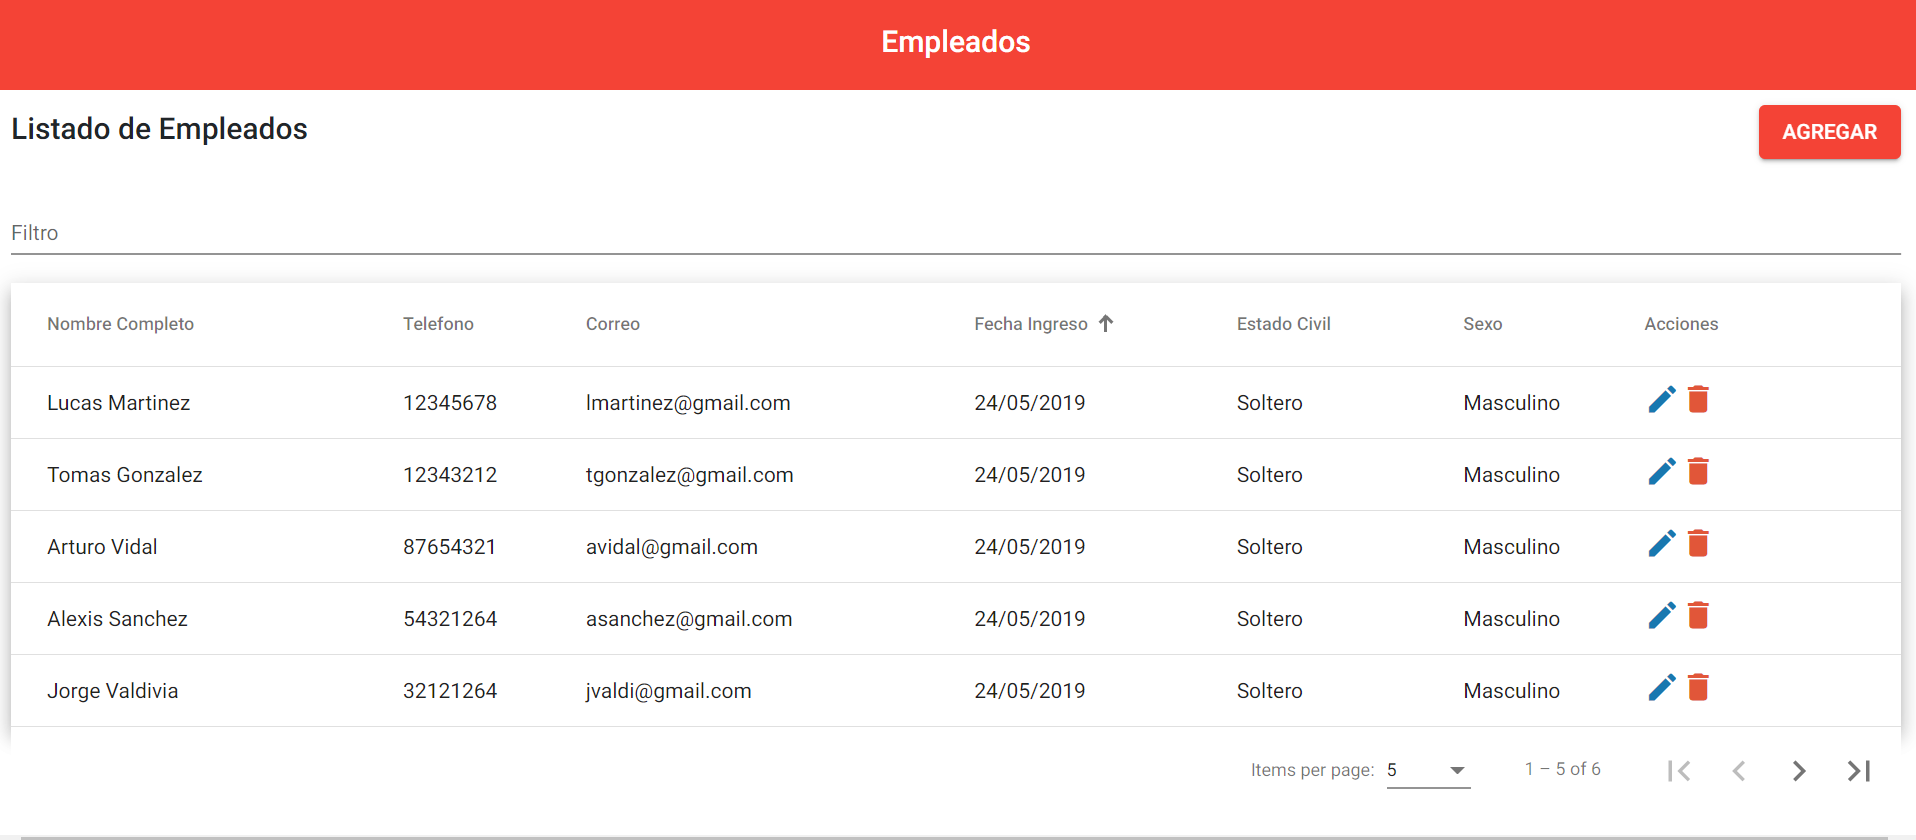 Empleados
Listado de Empleados
AGREGAR
Filtro
Nombre Completo Telefono Correo Fecha Ingreso Estado Civil Sexo Acciones
Lucas Martinez 12345678 lmartinez@gmail.com 24/05/2019 Soltero Masculino
Tomas Gonzalez 12343212 tgonzalez@gmail.com 24/05/2019 Soltero Masculino
Arturo Vidal 87654321 avidal@gmail.com 24/05/2019 Soltero Masculino
Alexis Sanchez 54321264 asanchez@gmail.com 24/05/2019 Soltero Masculino
Jorge Valdivia 32121264 jvaldi@gmail.com 24/05/2019 Soltero Masculino
Items per page: 5 1 – 5 of 6